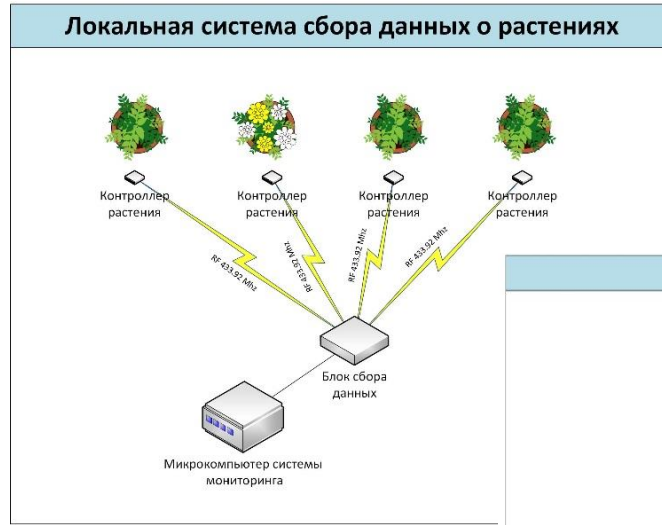 Локальная система сбора данных о растениях
Контроллер
растения
Контроллер
растения
Контроллер
растения
Контроллер
растения
RF 433.92 Mhz
RF 433.92 Mhz
RF 433.92 Mhz
RF 433.92 Mhz
Блок сбора
данных
Микрокомпьютер системы
мониторинга